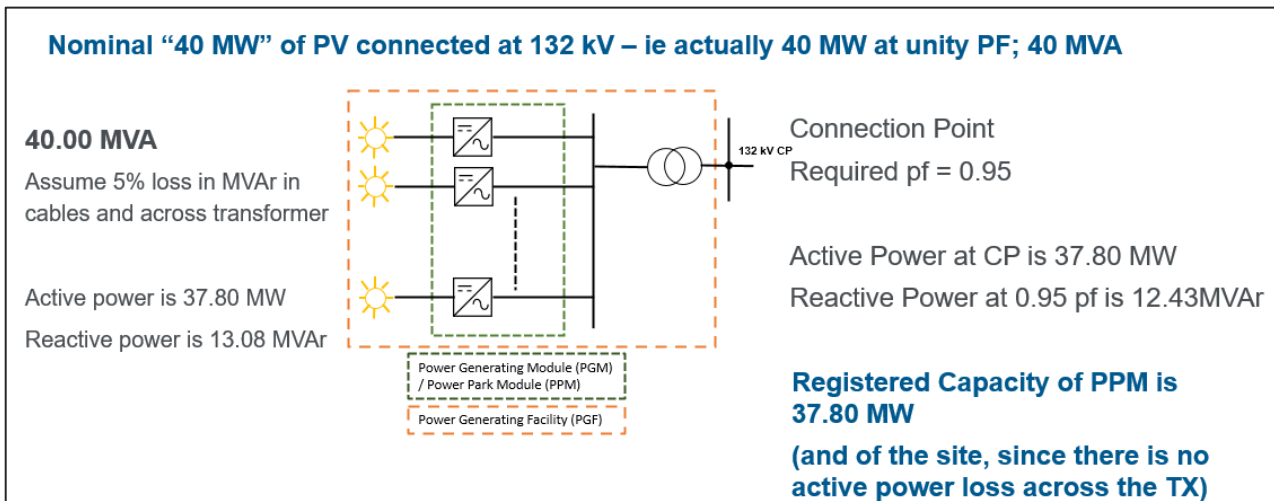 Nominal “40 MW” of PV connected at 132 kV – ie actually 40 MW at unity PF; 40 MVA
40.00 MVA
Assume 5% loss in MVAr in
cables and across transformer
Active power is 37.80 MW
Reactive power is 13.08 MVAr
132 kV CP
Power Generating Module (PGM)
/ Power Park Module (PPM)
Power Generating Facility (PGF)
Connection Point
Required pf = 0.95
Active Power at CP is 37.80 MW
Reactive Power at 0.95 pf is 12.43MVAr
Registered Capacity of PPM is
37.80 MW
(and of the site, since there is no
active power loss across the TX)